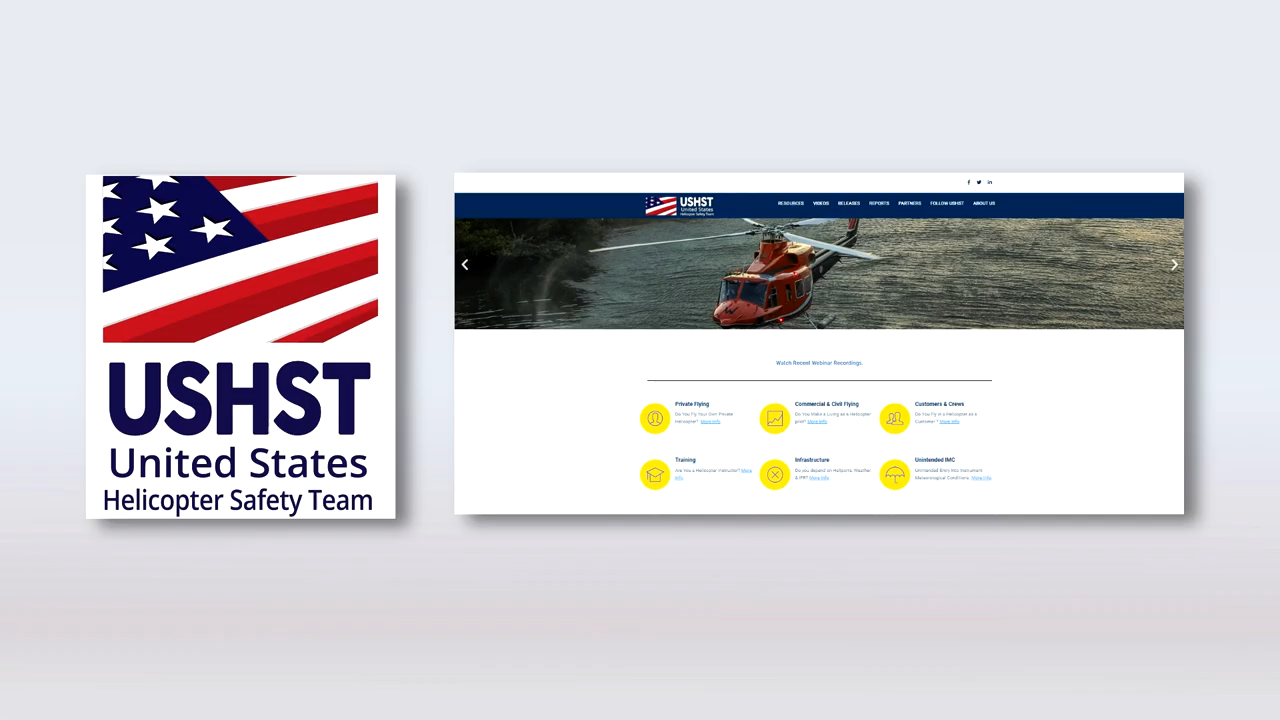 USHST
United States
Helicopter Safety Team
USHST
United States
Helicopter Safety Team
RESOURCES VIDEOS RELEASES REPORTS PARTNERS FOLLOW USHST ABOUT US
Watch Recent Webinar Recordings.
Private Flying
Do You Fly Your Own Private
Helicopter? More Info
Commercial & Civil Flying
Do You Make a Living as a Helicopter
pilot? More Info
Customers & Crews
Do You Fly in a Helicopter as a
Customer ? More Info
Training
Are You a Helicopter Instructor? More
Info
Infrastructure
Do you depend on Heliports, Weather
& IFR? More Info
Unintended IMC
Unintended Entry into Instrument
Meteorological Conditions. More Info